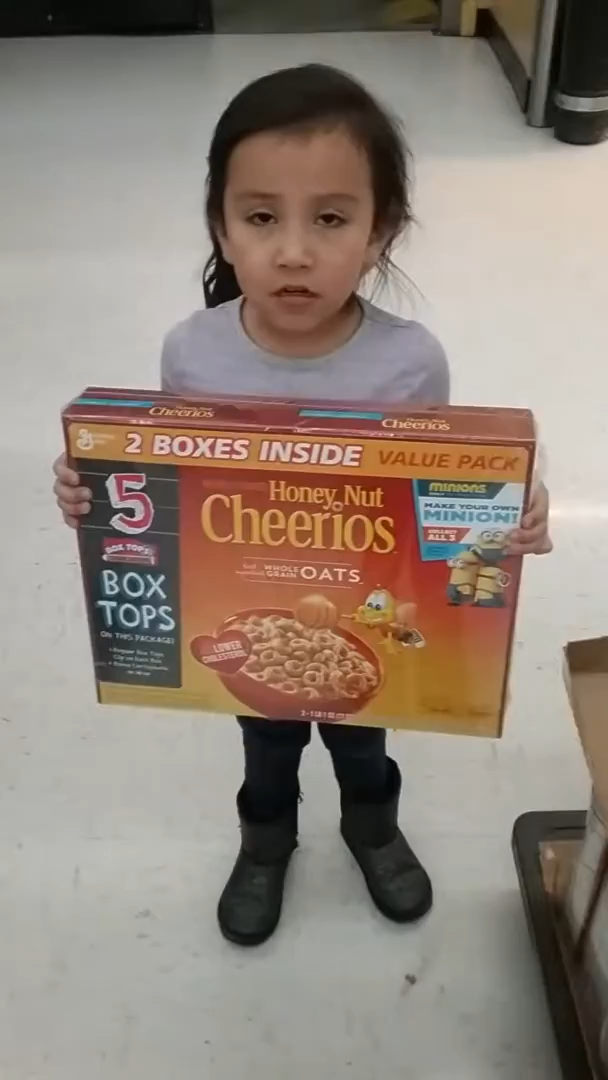 Cheerios
Cheerios
2 BOXES INSIDE VALUE PACK
5
BOX TOPS
BOX
TOPS
ON THIS PACKAGE!
Honey Nut
Cheerios
WHOLE
GRAIN OATS
LOWER
CHOLESTEROL
MINIONS
MAKE YOUR OWN
MINION!
COLLECT
ALL 3